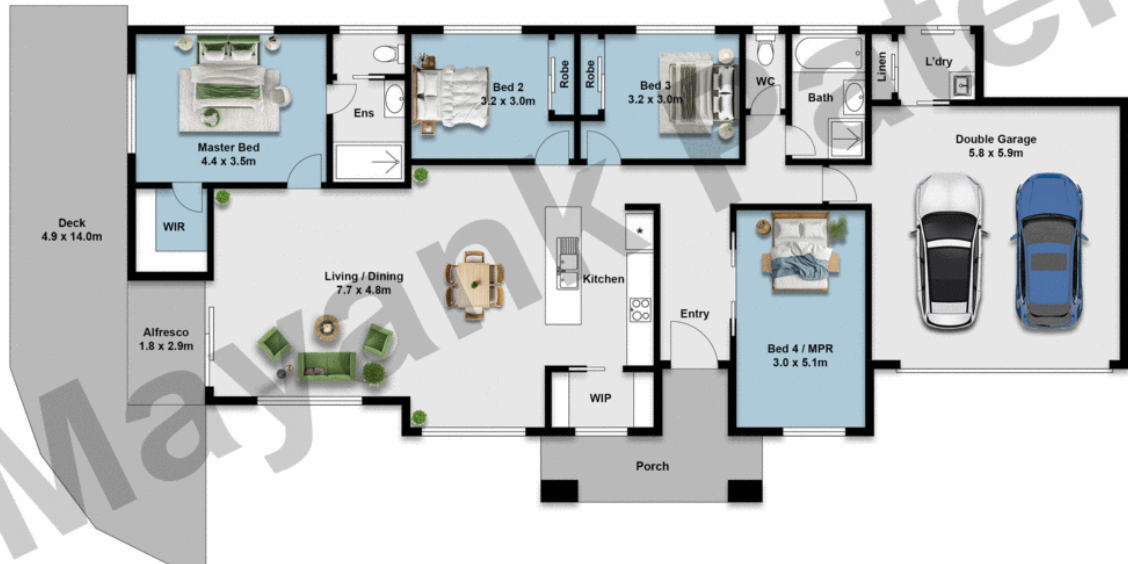 Master Bed
4.4 x 3.5m
Ens
Bed 2
3.2 x 3.0m
Robe
Robe
Bed 3
3.2 x 3.0m
WC
Bath
Linen
L'dry
Double Garage
5.8 x 5.9m
Deck
4.9 x 14.0m
WIR
Living / Dining
7.7 x 4.8m
Kitchen
Alfresco
1.8 x 2.9m
Entry
Bed 4 / MPR
3.0 x 5.1m
WIP
Porch
Mayank Patel